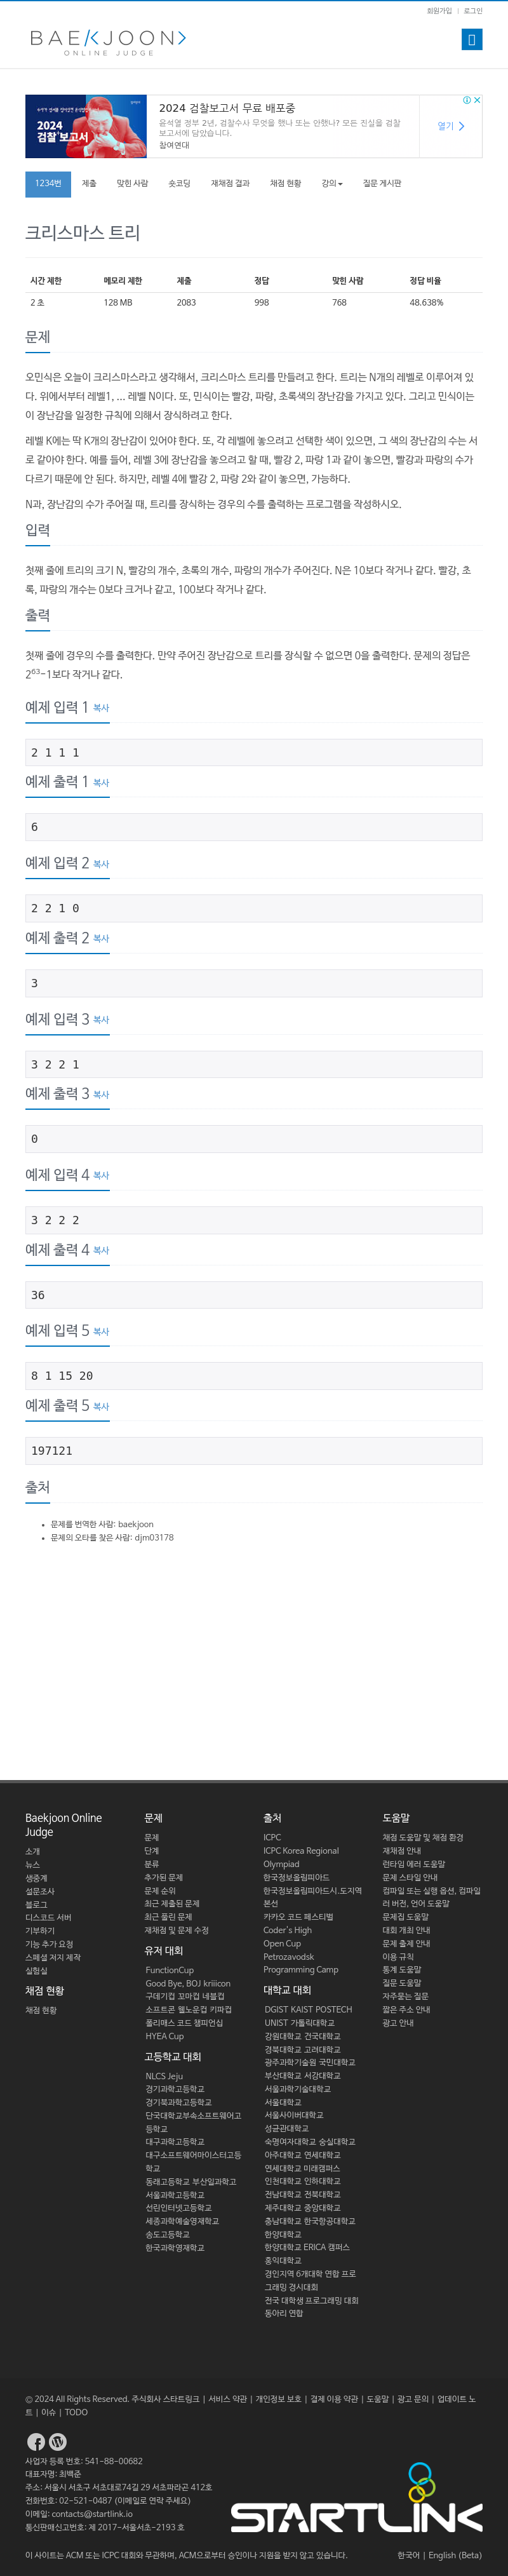 회원가입 | 로그인
BAEKJOON>
ONLINE JUDGE
윤석열 정부 2년, 검찰수사 무엇을 했나 또는 안했나?
2024
검찰⁺보고서
2024 검찰보고서 무료 배포중
윤석열 정부 2년, 검찰수사 무엇을 했나 또는 안했나? 모든 진실을 검찰
보고서에 담았습니다.
참여연대
열기
1234번 제출 맞힌 사람 숏코딩 재채점 결과 채점 현황 강의 질문 게시판
크리스마스 트리
시간 제한 메모리 제한 제출 정답 맞힌 사람 정답 비율
2 초 128 MB 2083 998 768 48.638%
문제
오민식은 오늘이 크리스마스라고 생각해서, 크리스마스 트리를 만들려고 한다. 트리는 N개의 레벨로 이루어져 있
다. 위에서부터 레벨1, ... 레벨 N이다. 또, 민식이는 빨강, 파랑, 초록색의 장난감을 가지고 있다. 그리고 민식이는
이 장난감을 일정한 규칙에 의해서 장식하려고 한다.
레벨 K에는 딱 K개의 장난감이 있어야 한다. 또, 각 레벨에 놓으려고 선택한 색이 있으면, 그 색의 장난감의 수는 서
로 같아야 한다. 예를 들어, 레벨 3에 장난감을 놓으려고 할 때, 빨강 2, 파랑 1과 같이 놓으면, 빨강과 파랑의 수가
다르기 때문에 안 된다. 하지만, 레벨 4에 빨강 2, 파랑 2와 같이 놓으면, 가능하다.
N과, 장난감의 수가 주어질 때, 트리를 장식하는 경우의 수를 출력하는 프로그램을 작성하시오.
입력
첫째 줄에 트리의 크기 N, 빨강의 개수, 초록의 개수, 파랑의 개수가 주어진다. N은 10보다 작거나 같다. 빨강, 초
록, 파랑의 개수는 0보다 크거나 같고, 100보다 작거나 같다.
출력
첫째 줄에 경우의 수를 출력한다. 만약 주어진 장난감으로 트리를 장식할 수 없으면 0을 출력한다. 문제의 정답은
2⁶³-1보다 작거나 같다.
예제 입력 1 복사
2 1 1 1
예제 출력 1 복사
6
예제 입력 2 복사
2 2 1 0
예제 출력 2 복사
3
예제 입력 3 복사
3 2 2 1
예제 출력 3 복사
0
예제 입력 4 복사
3 2 2 2
예제 출력 4 복사
36
예제 입력 5 복사
8 1 15 20
예제 출력 5 복사
197121
출처
문제를 번역한 사람: baekjoon
문제의 오타를 찾은 사람: djm03178
Baekjoon Online
Judge
소개
뉴스
생중계
설문조사
블로그
디스코드 서버
기부하기
기능 추가 요청
스페셜 저지 제작
실험실
채점 현황
채점 현황
문제
문제
단계
분류
추가된 문제
문제 순위
최근 제출된 문제
최근 풀린 문제
재채점 및 문제 수정
유저 대회
FunctionCup
Good Bye, BOJ kriiicon
구데기컵 꼬마컵 네블컵
소프트콘 웰노운컵 키파컵
폴리매스 코드 챔피언십
HYEA Cup
고등학교 대회
NLCS Jeju
경기과학고등학교
경기북과학고등학교
단국대학교부속소프트웨어고
등학교
대구과학고등학교
대구소프트웨어마이스터고등
학교
동래고등학교 부산일과학고
서울과학고등학교
선린인터넷고등학교
세종과학예술영재학교
송도고등학교
한국과학영재학교
출처
ICPC
ICPC Korea Regional
Olympiad
한국정보올림피아드
한국정보올림피아드시.도지역
본선
카카오 코드 페스티벌
Coder's High
Open Cup
Petrozavodsk
Programming Camp
대학교 대회
DGIST KAIST POSTECH
UNIST 가톨릭대학교
강원대학교 건국대학교
경북대학교 고려대학교
광주과학기술원 국민대학교
부산대학교 서강대학교
서울과학기술대학교
서울대학교
서울사이버대학교
성균관대학교
숙명여자대학교 숭실대학교
아주대학교 연세대학교
연세대학교 미래캠퍼스
인천대학교 인하대학교
전남대학교 전북대학교
제주대학교 중앙대학교
충남대학교 한국항공대학교
한양대학교
한양대학교 ERICA 캠퍼스
홍익대학교
경인지역 6개대학 연합 프로
그래밍 경시대회
전국 대학생 프로그래밍 대회
동아리 연합
도움말
채점 도움말 및 채점 환경
재채점 안내
런타임 에러 도움말
문제 스타일 안내
컴파일 또는 실행 옵션, 컴파일
러 버전, 언어 도움말
문제집 도움말
대회 개최 안내
문제 출제 안내
이용 규칙
통계 도움말
질문 도움말
자주묻는 질문
짧은 주소 안내
광고 안내
© 2024 All Rights Reserved. 주식회사 스타트링크 | 서비스 약관 | 개인정보 보호 | 결제 이용 약관 | 도움말 | 광고 문의 | 업데이트 노
트 | 이슈 | TODO
사업자 등록 번호: 541-88-00682
대표자명: 최백준
주소: 서울시 서초구 서초대로74길 29 서초파라곤 412호
전화번호: 02-521-0487 (이메일로 연락 주세요)
이메일: contacts@startlink.io
통신판매신고번호: 제 2017-서울서초-2193 호
STARTLINK
이 사이트는 ACM 또는 ICPC 대회와 무관하며, ACM으로부터 승인이나 지원을 받지 않고 있습니다.
한국어 | English (Beta)